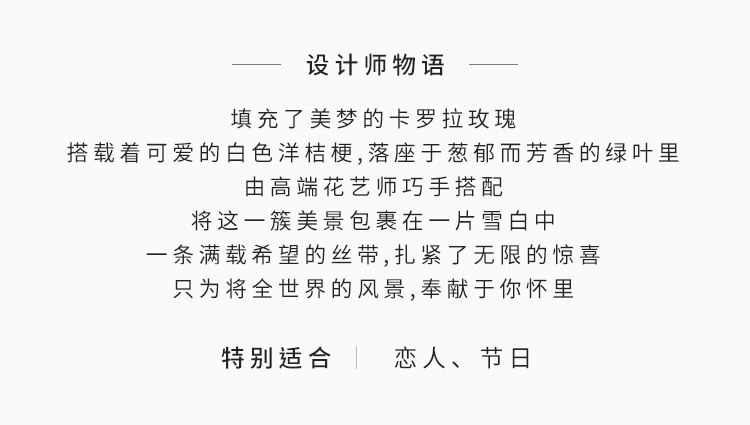 设计师物语
填充了美梦的卡罗拉玫瑰
搭载着可爱的白色洋桔梗,落座于葱郁而芳香的绿叶里
由高端花艺师巧手搭配
将这一簇美景包裹在一片雪白中
一条满载希望的丝带,扎紧了无限的惊喜
只为将全世界的风景,奉献于你怀里
特别适合 恋人、节日